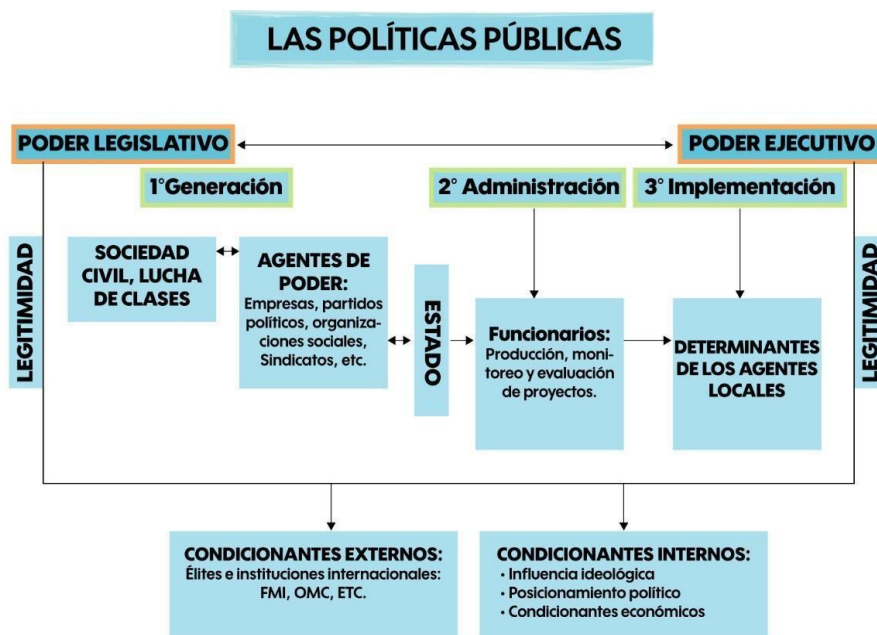 LAS POLÍTICAS PÚBLICAS
PODER LEGISLATIVO
PODER EJECUTIVO
1°Generación
2° Administración
3° Implementación
LEGITIMIDAD
SOCIEDAD
CIVIL, LUCHA
DE CLASES
AGENTES DE
PODER:
Empresas, partidos
políticos, organiza-
ciones sociales,
Sindicatos, etc.
ESTADO
Funcionarios:
Producción, moni-
toreo y evaluación
de proyectos.
DETERMINANTES
DE LOS AGENTES
LOCALES
LEGITIMIDAD
CONDICIONANTES EXTERNOS:
Élites e instituciones internacionales:
FMI, OMC, ETC.
CONDICIONANTES INTERNOS:
• Influencia ideológica
• Posicionamiento político
• Condicionantes económicos